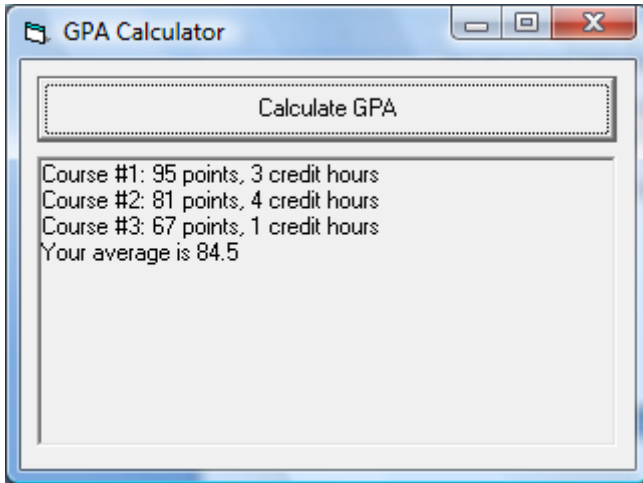 GPA Calculator
Calculate GPA
Course #1: 95 points, 3 credit hours
Course #2: 81 points, 4 credit hours
Course #3: 67 points, 1 credit hours
Your average is 84.5